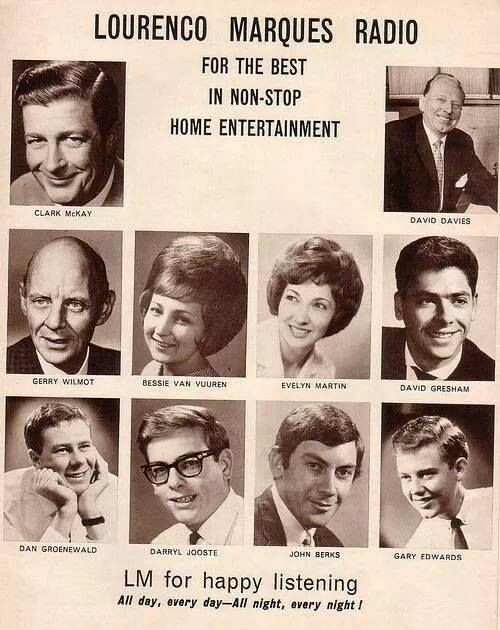 LOURENCO MARQUES RADIO
FOR THE BEST
IN NON-STOP
HOME ENTERTAINMENT
CLARK McKAY
DAVID DAVIES
GERRY WILMOT
BESSIE VAN VUUREN
EVELYN MARTIN
DAVID GRESHAM
DAN GROENEWALD
DARRYL JOOSTE
JOHN BERKS
GARY EDWARDS
LM for happy listening
All day, every day—All night, every night!